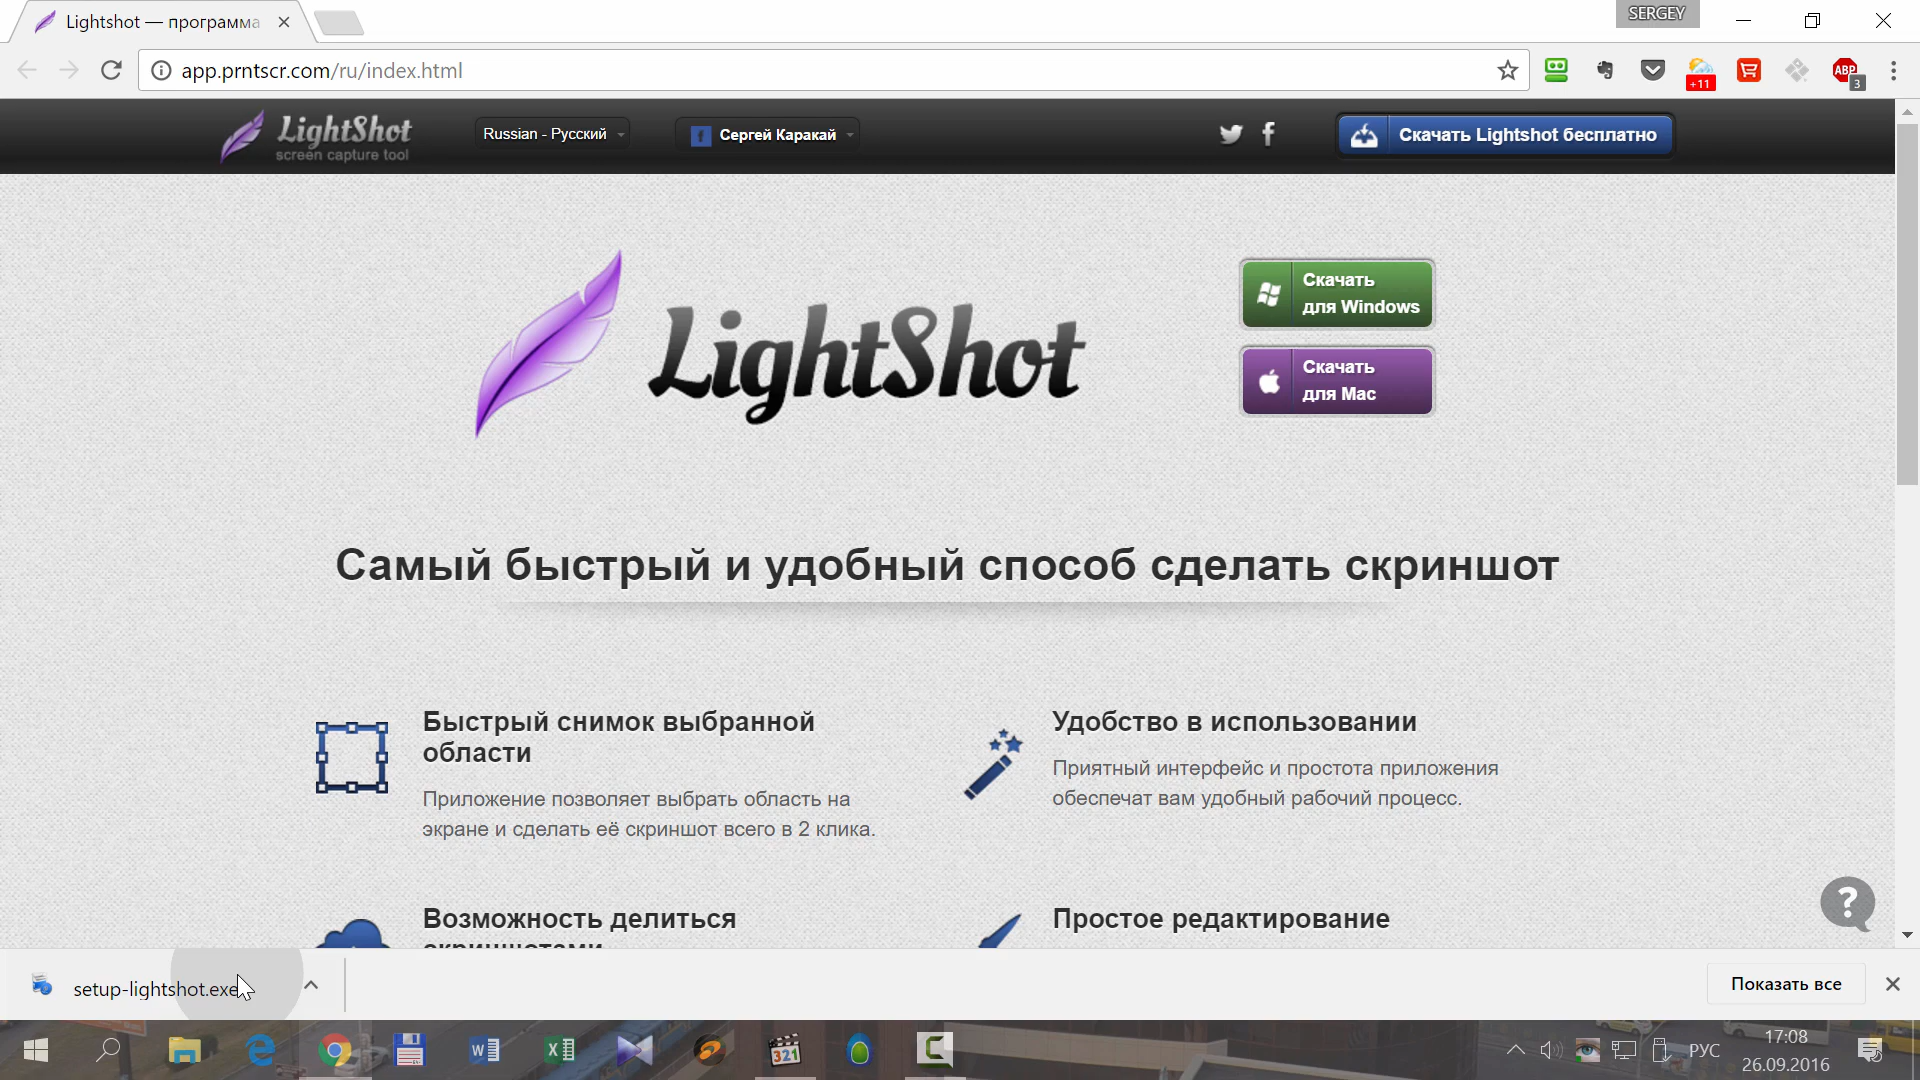 Lightshot — программа
SERGEY
app.prntscr.com/ru/index.html
+11
ABP
3
LightShot
screen capture tool
Russian - Русский
Сергей Каракай
Скачать Lightshot бесплатно
LightShot
Скачать
для Windows
Скачать
для Mac
Самый быстрый и удобный способ сделать скриншот
Быстрый снимок выбранной
области
Приложение позволяет выбрать область на
экране и сделать её скриншот всего в 2 клика.
Удобство в использовании
Приятный интерфейс и простота приложения
обеспечат вам удобный рабочий процесс.
Возможность делиться
скриншотами
Простое редактирование
setup-lightshot.exe
Показать все
321
РУС
17:08
26.09.2016